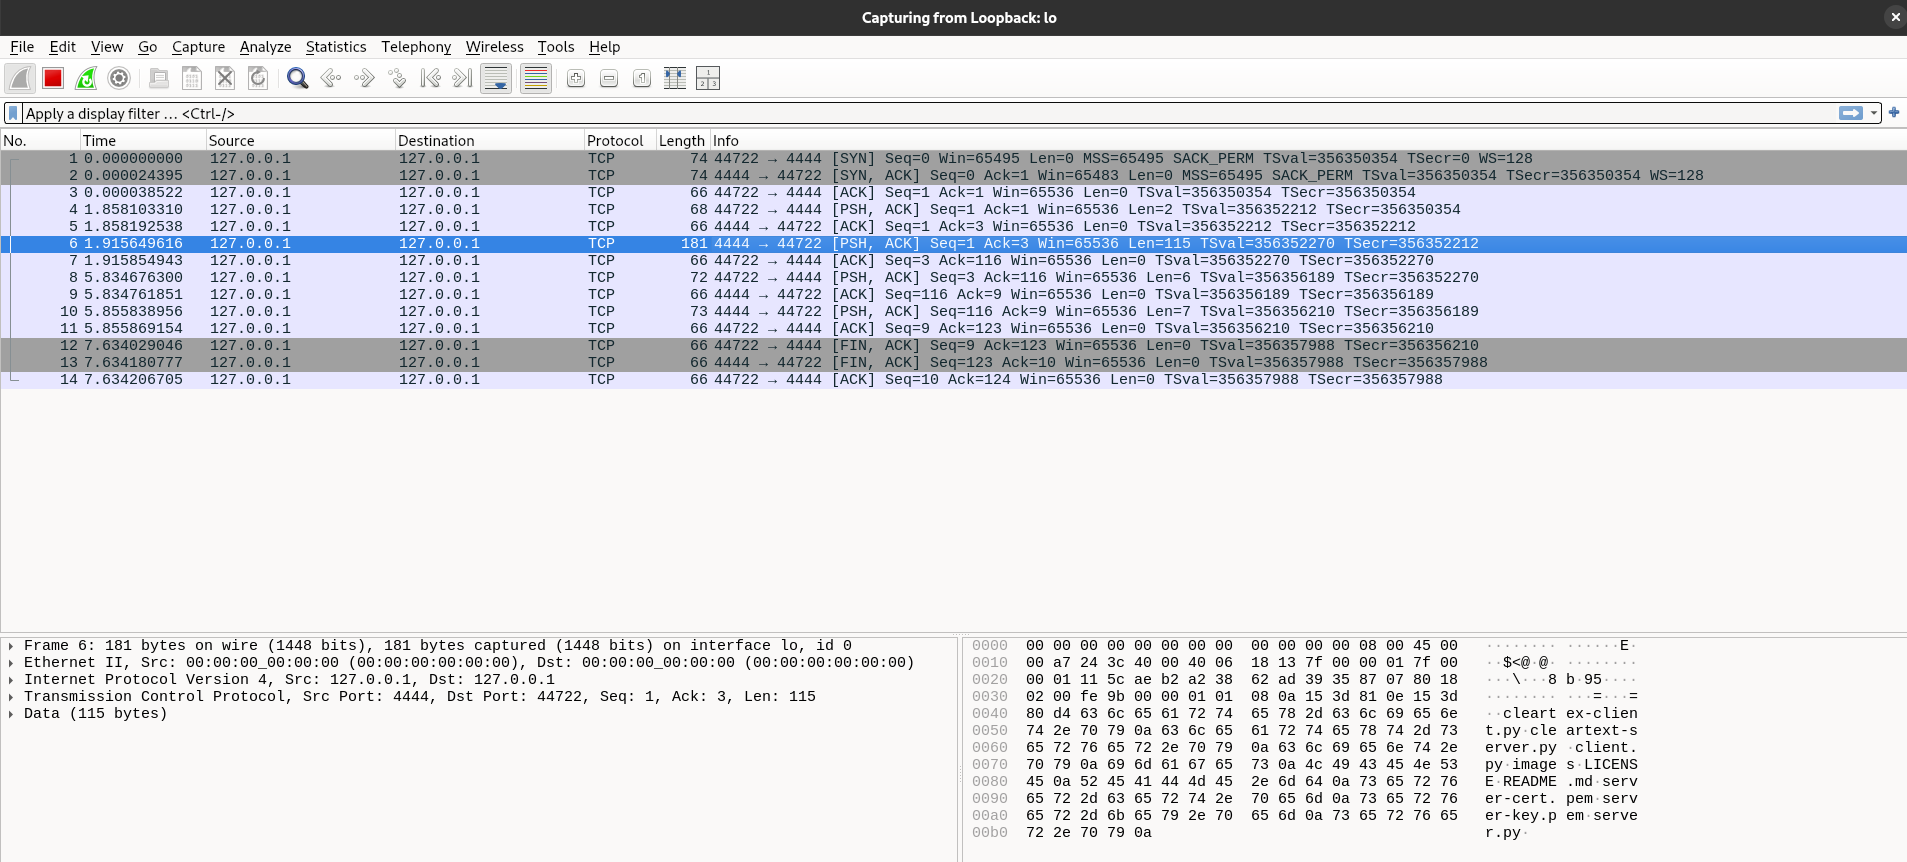 Capturing from Loopback: lo
File Edit View Go Capture Analyze Statistics Telephony Wireless Tools Help
Apply a display filter … <Ctrl-/>
No. Time Source Destination Protocol Length Info
1 0.000000000 127.0.0.1 127.0.0.1 TCP 74 44722 → 4444 [SYN] Seq=0 Win=65495 Len=0 MSS=65495 SACK_PERM TSval=356350354 TSecr=0 WS=128
2 0.000024395 127.0.0.1 127.0.0.1 TCP 74 4444 → 44722 [SYN, ACK] Seq=0 Ack=1 Win=65483 Len=0 MSS=65495 SACK_PERM TSval=356350354 TSecr=356350354 WS=128
3 0.000038522 127.0.0.1 127.0.0.1 TCP 66 44722 → 4444 [ACK] Seq=1 Ack=1 Win=65536 Len=0 TSval=356350354 TSecr=356350354
4 1.858103310 127.0.0.1 127.0.0.1 TCP 68 44722 → 4444 [PSH, ACK] Seq=1 Ack=1 Win=65536 Len=2 TSval=356352212 TSecr=356350354
5 1.858192538 127.0.0.1 127.0.0.1 TCP 66 4444 → 44722 [ACK] Seq=1 Ack=3 Win=65536 Len=0 TSval=356352212 TSecr=356352212
6 1.915649616 127.0.0.1 127.0.0.1 TCP 181 4444 → 44722 [PSH, ACK] Seq=1 Ack=3 Win=65536 Len=115 TSval=356352270 TSecr=356352212
7 1.915854943 127.0.0.1 127.0.0.1 TCP 66 44722 → 4444 [ACK] Seq=3 Ack=116 Win=65536 Len=0 TSval=356352270 TSecr=356352270
8 5.834676300 127.0.0.1 127.0.0.1 TCP 72 44722 → 4444 [PSH, ACK] Seq=3 Ack=116 Win=65536 Len=6 TSval=356356189 TSecr=356352270
9 5.834761851 127.0.0.1 127.0.0.1 TCP 66 4444 → 44722 [ACK] Seq=116 Ack=9 Win=65536 Len=0 TSval=356356189 TSecr=356356189
10 5.855838956 127.0.0.1 127.0.0.1 TCP 73 4444 → 44722 [PSH, ACK] Seq=116 Ack=9 Win=65536 Len=7 TSval=356356210 TSecr=356356189
11 5.855869154 127.0.0.1 127.0.0.1 TCP 66 44722 → 4444 [ACK] Seq=9 Ack=123 Win=65536 Len=0 TSval=356356210 TSecr=356356210
12 7.634029046 127.0.0.1 127.0.0.1 TCP 66 44722 → 4444 [FIN, ACK] Seq=9 Ack=123 Win=65536 Len=0 TSval=356357988 TSecr=356356210
13 7.634180777 127.0.0.1 127.0.0.1 TCP 66 4444 → 44722 [FIN, ACK] Seq=123 Ack=10 Win=65536 Len=0 TSval=356357988 TSecr=356357988
14 7.634206705 127.0.0.1 127.0.0.1 TCP 66 44722 → 4444 [ACK] Seq=10 Ack=124 Win=65536 Len=0 TSval=356357988 TSecr=356357988
Frame 6: 181 bytes on wire (1448 bits), 181 bytes captured (1448 bits) on interface lo, id 0
Ethernet II, Src: 00:00:00_00:00:00 (00:00:00:00:00:00), Dst: 00:00:00_00:00:00 (00:00:00:00:00:00)
Internet Protocol Version 4, Src: 127.0.0.1, Dst: 127.0.0.1
Transmission Control Protocol, Src Port: 4444, Dst Port: 44722, Seq: 1, Ack: 3, Len: 115
Data (115 bytes)
0000 00 00 00 00 00 00 00 00 00 00 00 00 08 00 45 00 ········ ······E·
0010 00 a7 24 3c 40 00 40 06 18 13 7f 00 00 01 7f 00 ··$<@·@· ········
0020 00 01 11 5c ae b2 a2 38 62 ad 39 35 87 07 80 18 ···\···8 b·95····
0030 02 00 fe 9b 00 00 01 01 08 0a 15 3d 81 0e 15 3d ········ ···=···=
0040 80 d4 63 6c 65 61 72 74 65 78 2d 63 6c 69 65 6e ··cleart ex-clien
0050 74 2e 70 79 0a 63 6c 65 61 72 74 65 78 74 2d 73 t.py·cle artext-s
0060 65 72 76 65 72 2e 70 79 0a 63 6c 69 65 6e 74 2e erver.py ·client.
0070 70 79 0a 69 6d 61 67 65 73 0a 4c 49 43 45 4e 53 py·image s·LICENS
0080 45 0a 52 45 41 44 4d 45 2e 6d 64 0a 73 65 72 76 E·README .md·serv
0090 65 72 2d 63 65 72 74 2e 70 65 6d 0a 73 65 72 76 er-cert. pem·serv
00a0 65 72 2d 6b 65 79 2e 70 65 6d 0a 73 65 72 76 65 er-key.p em·serve
00b0 72 2e 70 79 0a r.py·